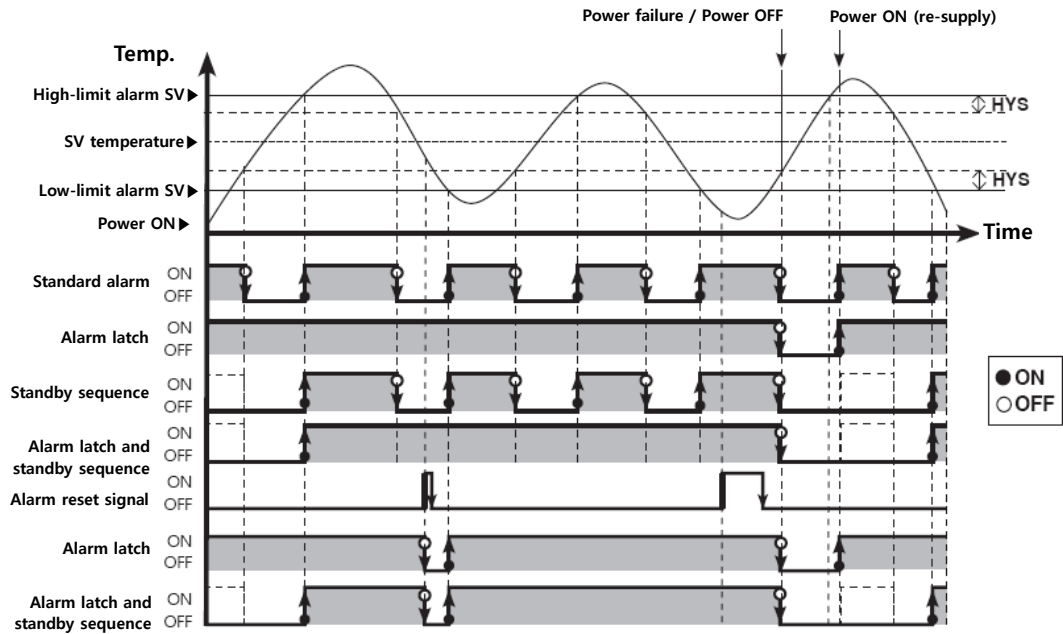 Power failure / Power OFF
Power ON (re-supply)
Temp.
High-limit alarm SV▶
HYS
SV temperature▶
Low-limit alarm SV▶
HYS
Power ON▶
Time
Standard alarm
ON
OFF
Alarm latch
ON
OFF
Standby sequence
ON
OFF
Alarm latch and
standby sequence
ON
OFF
Alarm reset signal
ON
OFF
Alarm latch
ON
OFF
Alarm latch and
standby sequence
ON
OFF
●ON
○OFF